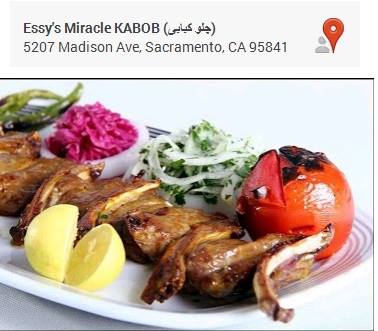 Essy's Miracle KABOB (چلو کبابی)
5207 Madison Ave, Sacramento, CA 95841